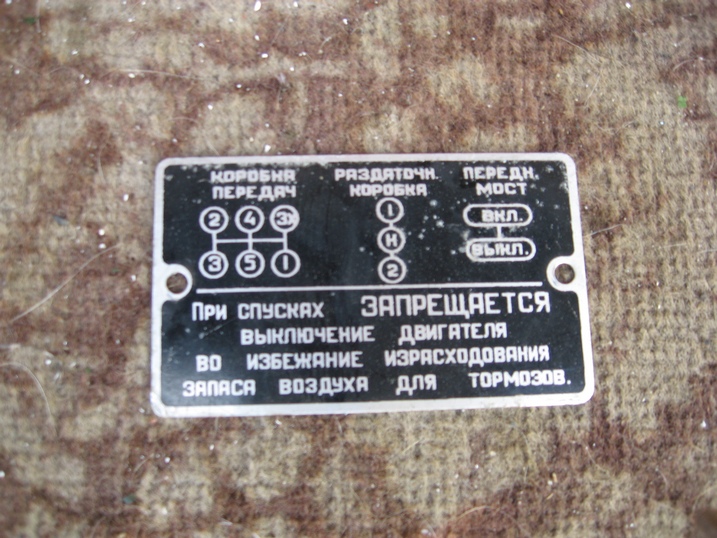 КОРОБКА ПЕРЕДАЧ
2 4 ЗХ
3 5 1
РАЗДАТОЧН. КОРОБКА
1
Н
2
ПЕРЕДН. МОСТ
ВКЛ.
ВЫКЛ.
ПРИ СПУСКАХ ЗАПРЕЩАЕТСЯ
ВЫКЛЮЧЕНИЕ ДВИГАТЕЛЯ
ВО ИЗБЕЖАНИЕ ИЗРАСХОДОВАНИЯ
ЗАПАСА ВОЗДУХА ДЛЯ ТОРМОЗОВ.